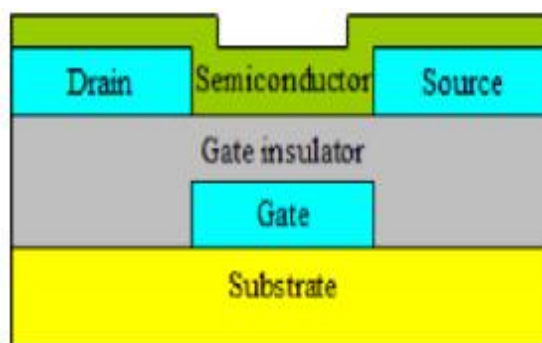 Drain Semiconductor Source
Gate insulator
Gate
Substrate